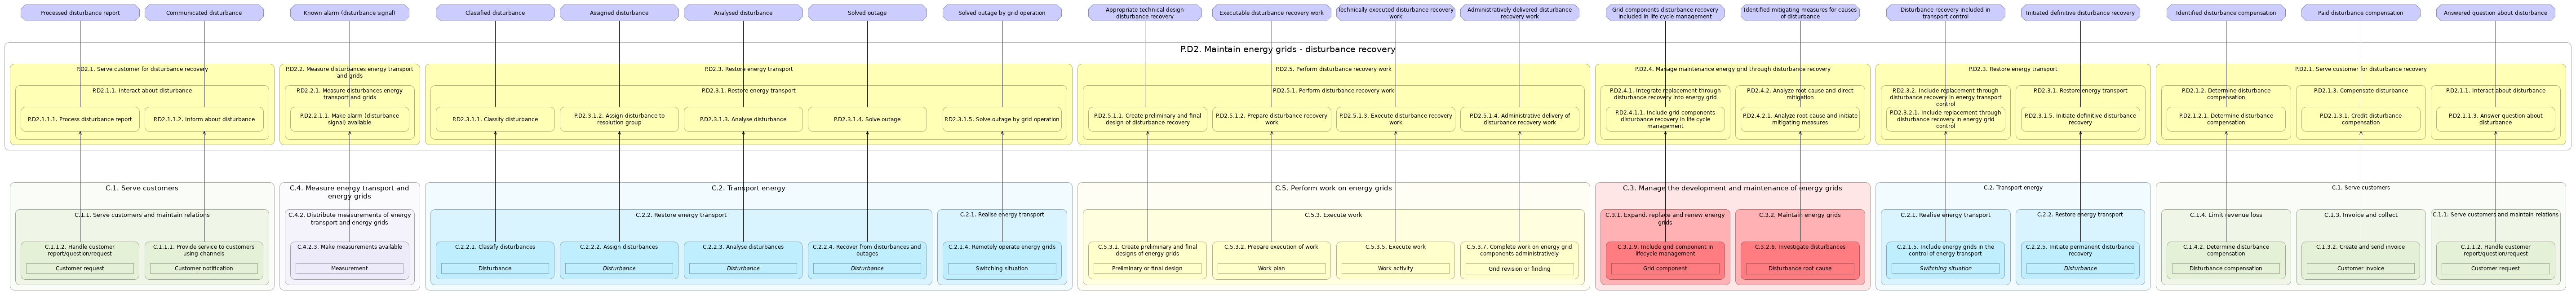 Processed disturbance report
Communicated disturbance
Known alarm (disturbance signal)
Classified disturbance
Assigned disturbance
Analysed disturbance
Solved outage
Solved outage by grid operation
Appropriate technical design
disturbance recovery
Executable disturbance recovery work
Technically executed disturbance recovery
work
Administratively delivered disturbance
recovery work
Grid components disturbance recovery
included in life cycle management
Identified mitigating measures for causes
of disturbance
Disturbance recovery included in
transport control
Initiated definitive disturbance recovery
Identified disturbance compensation
Paid disturbance compensation
Answered question about disturbance
P.D2. Maintain energy grids - disturbance recovery
P.D2.1. Serve customer for disturbance recovery
P.D2.1.1. Interact about disturbance
P.D2.1.1.1. Process disturbance report
P.D2.1.1.2. Inform about disturbance
P.D2.2. Measure disturbances energy transport
and grids
P.D2.2.1. Measure disturbances energy
transport and grids
P.D2.2.1.1. Make alarm (disturbance
signal) available
P.D2.3. Restore energy transport
P.D2.3.1. Restore energy transport
P.D2.3.1.1. Classify disturbance
P.D2.3.1.2. Assign disturbance to
resolution group
P.D2.3.1.3. Analyse disturbance
P.D2.3.1.4. Solve outage
P.D2.3.1.5. Solve outage by grid operation
P.D2.5. Perform disturbance recovery work
P.D2.5.1. Perform disturbance recovery work
P.D2.5.1.1. Create preliminary and final
design of disturbance recovery
P.D2.5.1.2. Prepare disturbance recovery
work
P.D2.5.1.3. Execute disturbance recovery
work
P.D2.5.1.4. Administrative delivery of
disturbance recovery work
P.D2.4. Manage maintenance energy grid through disturbance recovery
P.D2.4.1. Integrate replacement through
disturbance recovery into energy grid
P.D2.4.1.1. Include grid components
disturbance recovery in life cycle
management
P.D2.4.2. Analyze root cause and direct
mitigation
P.D2.4.2.1. Analyze root cause and initiate
mitigating measures
P.D2.3. Restore energy transport
P.D2.3.2. Include replacement through
disturbance recovery in energy transport
control
P.D2.3.2.1. Include replacement through
disturbance recovery in energy grid
control
P.D2.3.1. Restore energy transport
P.D2.3.1.5. Initiate definitive disturbance
recovery
P.D2.1. Serve customer for disturbance recovery
P.D2.1.2. Determine disturbance
compensation
P.D2.1.2.1. Determine disturbance
compensation
P.D2.1.3. Compensate disturbance
P.D2.1.3.1. Credit disturbance
compensation
P.D2.1.1. Interact about disturbance
P.D2.1.1.3. Answer question about
disturbance
C.1. Serve customers
C.1.1. Serve customers and maintain relations
C.1.1.2. Handle customer
report/question/request
Customer request
C.1.1.1. Provide service to customers
using channels
Customer notification
C.4. Measure energy transport and
energy grids
C.4.2. Distribute measurements of energy
transport and energy grids
C.4.2.3. Make measurements available
Measurement
C.2. Transport energy
C.2.2. Restore energy transport
C.2.2.1. Classify disturbances
Disturbance
C.2.2.2. Assign disturbances
Disturbance
C.2.2.3. Analyse disturbances
Disturbance
C.2.2.4. Recover from disturbances and
outages
Disturbance
C.2.1. Realise energy transport
C.2.1.4. Remotely operate energy grids
Switching situation
C.5. Perform work on energy grids
C.5.3. Execute work
C.5.3.1. Create preliminary and final
designs of energy grids
Preliminary or final design
C.5.3.2. Prepare execution of work
Work plan
C.5.3.5. Execute work
Work activity
C.5.3.7. Complete work on energy grid
components administratively
Grid revision or finding
C.3. Manage the development and maintenance of energy grids
C.3.1. Expand, replace and renew energy
grids
C.3.1.9. Include grid component in
lifecycle management
Grid component
C.3.2. Maintain energy grids
C.3.2.6. Investigate disturbances
Disturbance root cause
C.2. Transport energy
C.2.1. Realise energy transport
C.2.1.5. Include energy grids in the
control of energy transport
Switching situation
C.2.2. Restore energy transport
C.2.2.5. Initiate permanent disturbance
recovery
Disturbance
C.1. Serve customers
C.1.4. Limit revenue loss
C.1.4.2. Determine disturbance
compensation
Disturbance compensation
C.1.3. Invoice and collect
C.1.3.2. Create and send invoice
Customer invoice
C.1.1. Serve customers and maintain relations
C.1.1.2. Handle customer
report/question/request
Customer request